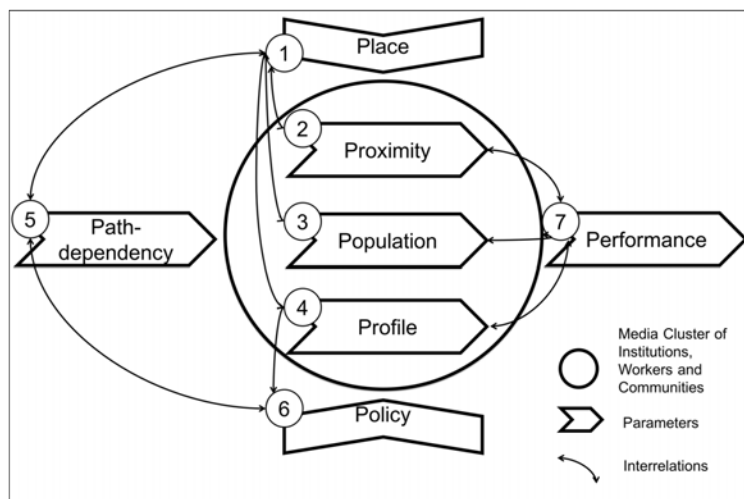 1
Place
2
Proximity
3
Population
4
Profile
5
Path-
dependency
6
Policy
7
Performance
Media Cluster of
Institutions,
Workers and
Communities
Parameters
Interrelations